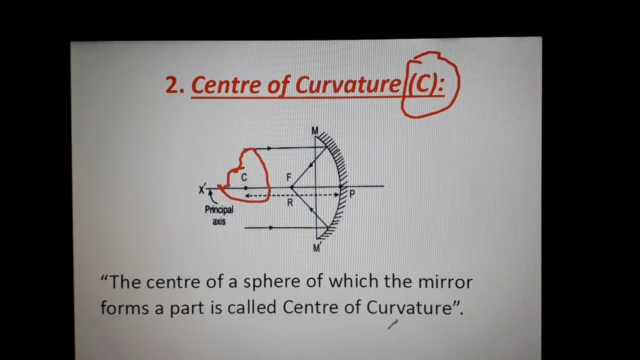 2. Centre of Curvature (C):
M
C
F
X'
P
R
Principal
axis
M'
“The centre of a sphere of which the mirror
forms a part is called Centre of Curvature”.